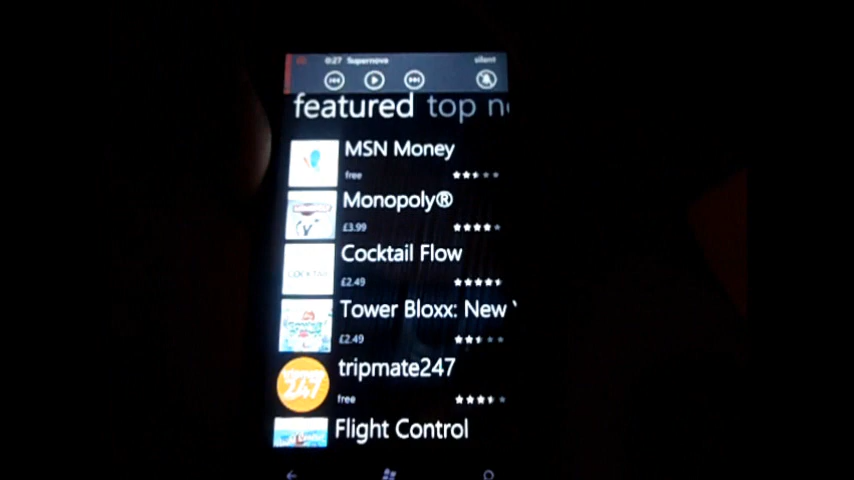 0:27 Supernova silent
featured top n
MSN Money
free
Monopoly®
£3.99
Cocktail Flow
£2.49
Tower Bloxx: New
£2.49
tripmate247
free
Flight Control